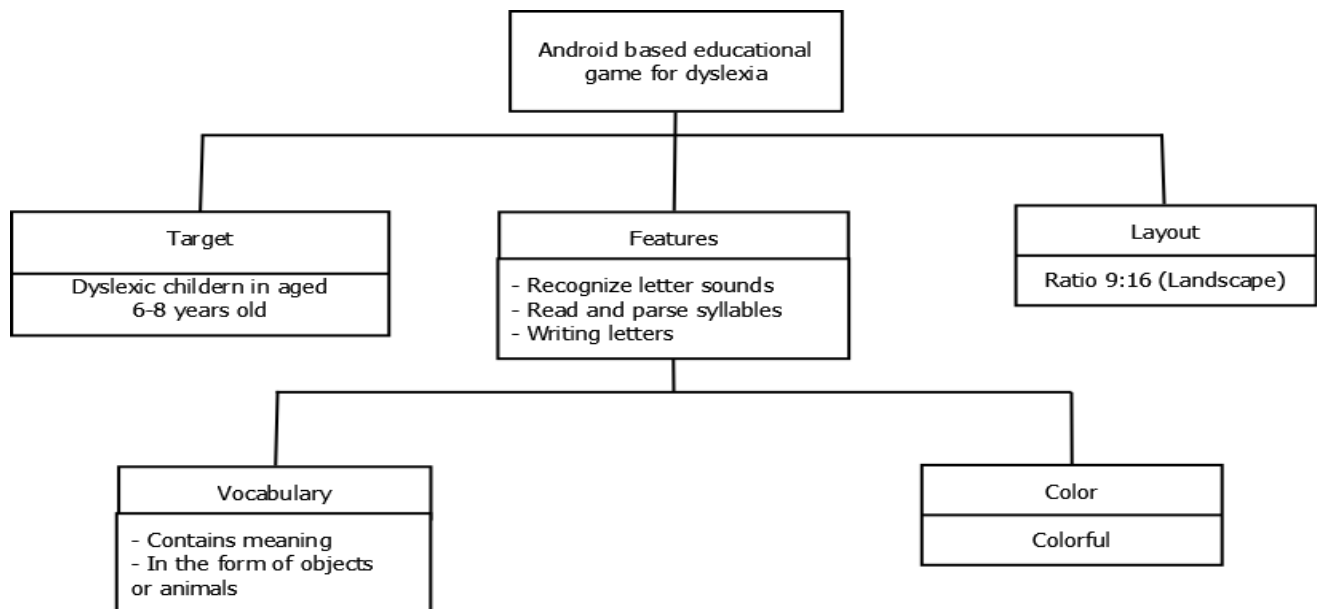 Android based educational
game for dyslexia
Target
Dyslexic childern in aged
6-8 years old
Features
- Recognize letter sounds
- Read and parse syllables
- Writing letters
Layout
Ratio 9:16 (Landscape)
Vocabulary
- Contains meaning
- In the form of objects
or animals
Color
Colorful